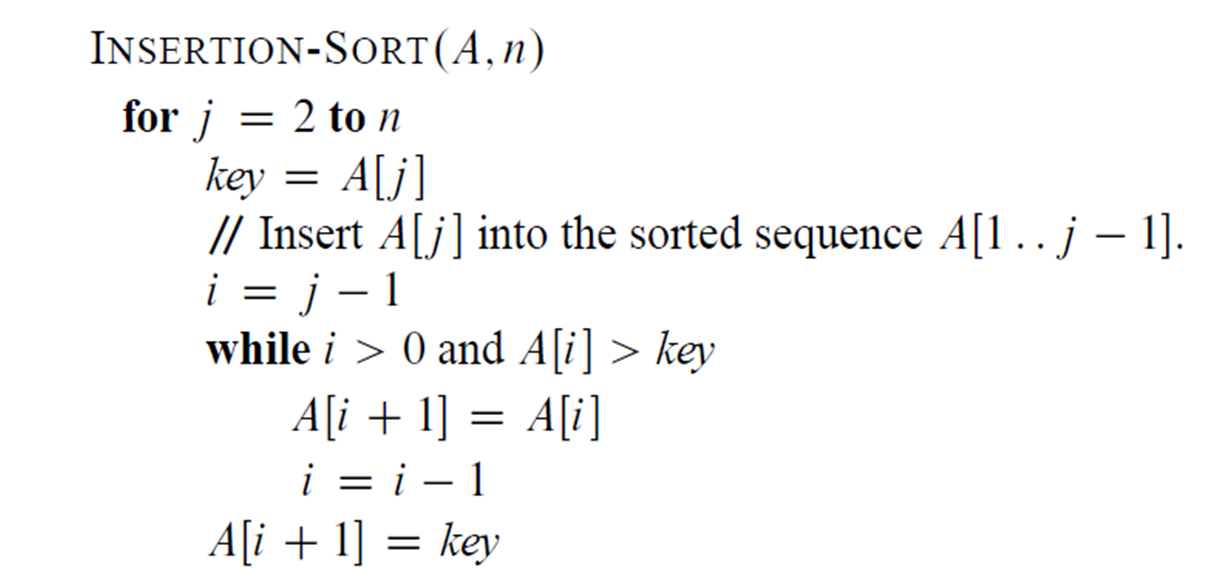 INSERTION-SORT(A, n)
for j = 2 to n
key = A[j]
// Insert A[j] into the sorted sequence A[1 . . j − 1].
i = j − 1
while i > 0 and A[i] > key
A[i + 1] = A[i]
i = i − 1
A[i + 1] = key